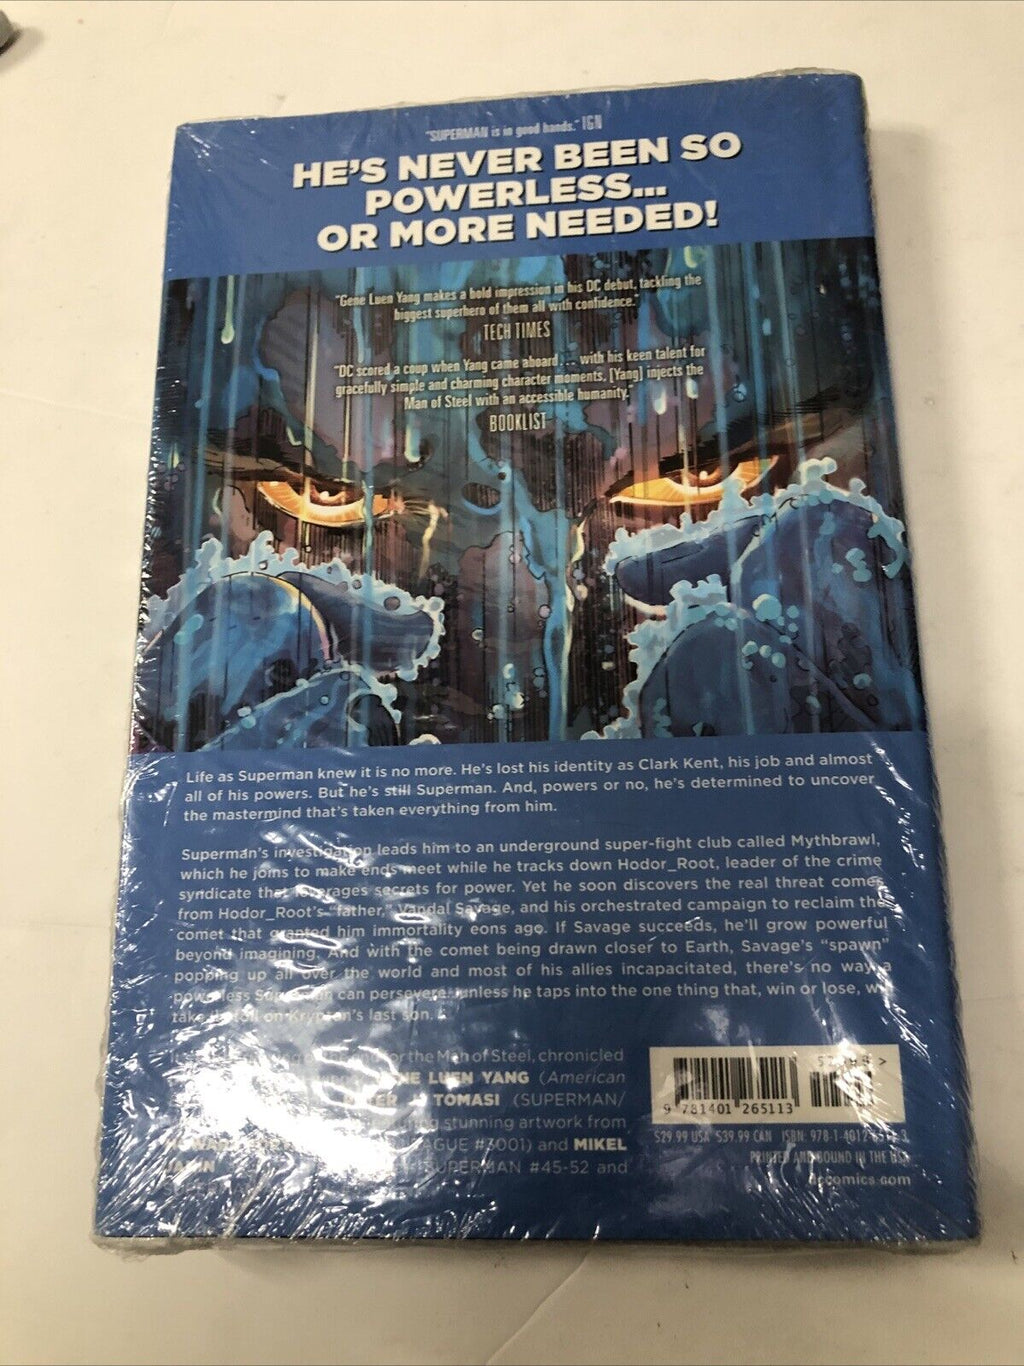 "SUPERMAN is in good hands." IGN
HE'S NEVER BEEN SO
POWERLESS...
OR MORE NEEDED!
"Gene Luen Yang makes a bold impression in his DC debut, tackling the
biggest superhero of them all with confidence."
TECH TIMES
"DC scored a coup when Yang came aboard . . . with his keen talent for
gracefully simple and charming character moments, [Yang] injects the
Man of Steel with an accessible humanity."
BOOKLIST
Life as Superman knew it is no more. He's lost his identity as Clark Kent, his job and almost
all of his powers. But he's still Superman. And, powers or no, he's determined to uncover
the mastermind that's taken everything from him.
Superman's investigation leads him to an underground super-fight club called Mythbrawl,
which he joins to make ends meet while he tracks down Hodor_Root, leader of the crime
syndicate that leverages secrets for power. Yet he soon discovers the real threat comes
from Hodor_Root's "father," Vandal Savage, and his orchestrated campaign to reclaim the
comet that granted him immortality eons ago. If Savage succeeds, he'll grow powerful
beyond imagining. And with the comet being drawn closer to Earth, Savage's "spawn"
popping up all over the world and most of his allies incapacitated, there's no way a
powerless Superman can persevere...unless he taps into the one thing that, win or lose, will
take its toll on Krypton's last son.
for the Man of Steel, chronicled
GENE LUEN YANG (American
PETER J. TOMASI (SUPERMAN/
stunning artwork from
LEAGUE #3001) and MIKEL
JANIN SUPERMAN #45-52 and
9 781401 265113
$29.99 USA $39.99 CAN ISBN: 978-1-4012-6511-3
PRINTED AND BOUND IN THE USA
dccomics.com